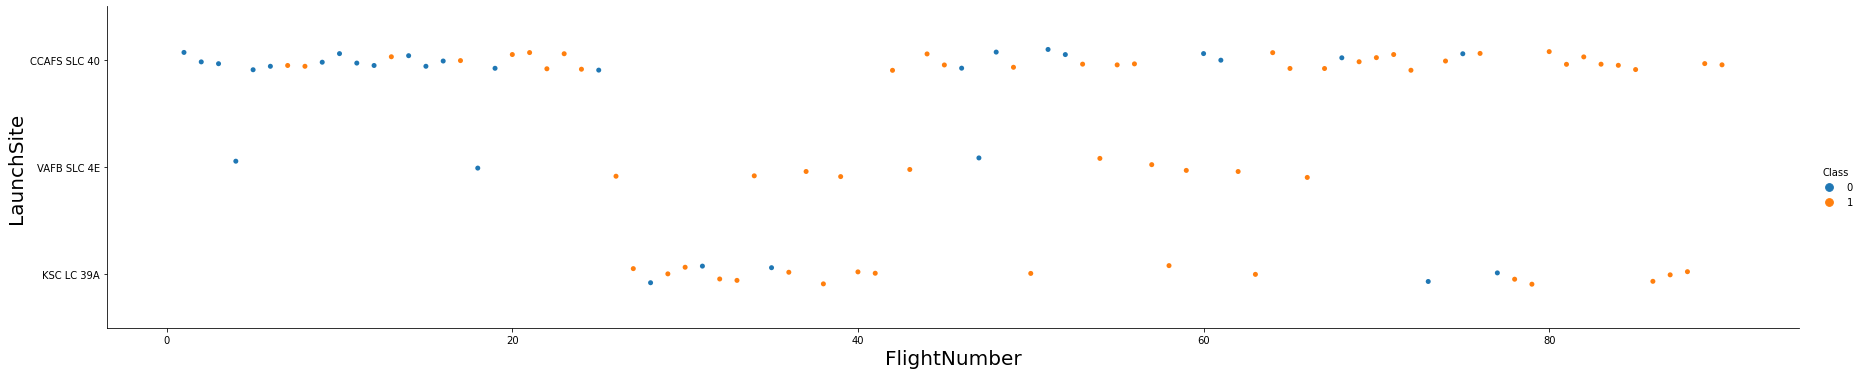 LaunchSite
CCAFS SLC 40
VAFB SLC 4E
KSC LC 39A
0
20
40
60
80
FlightNumber
Class
0
1